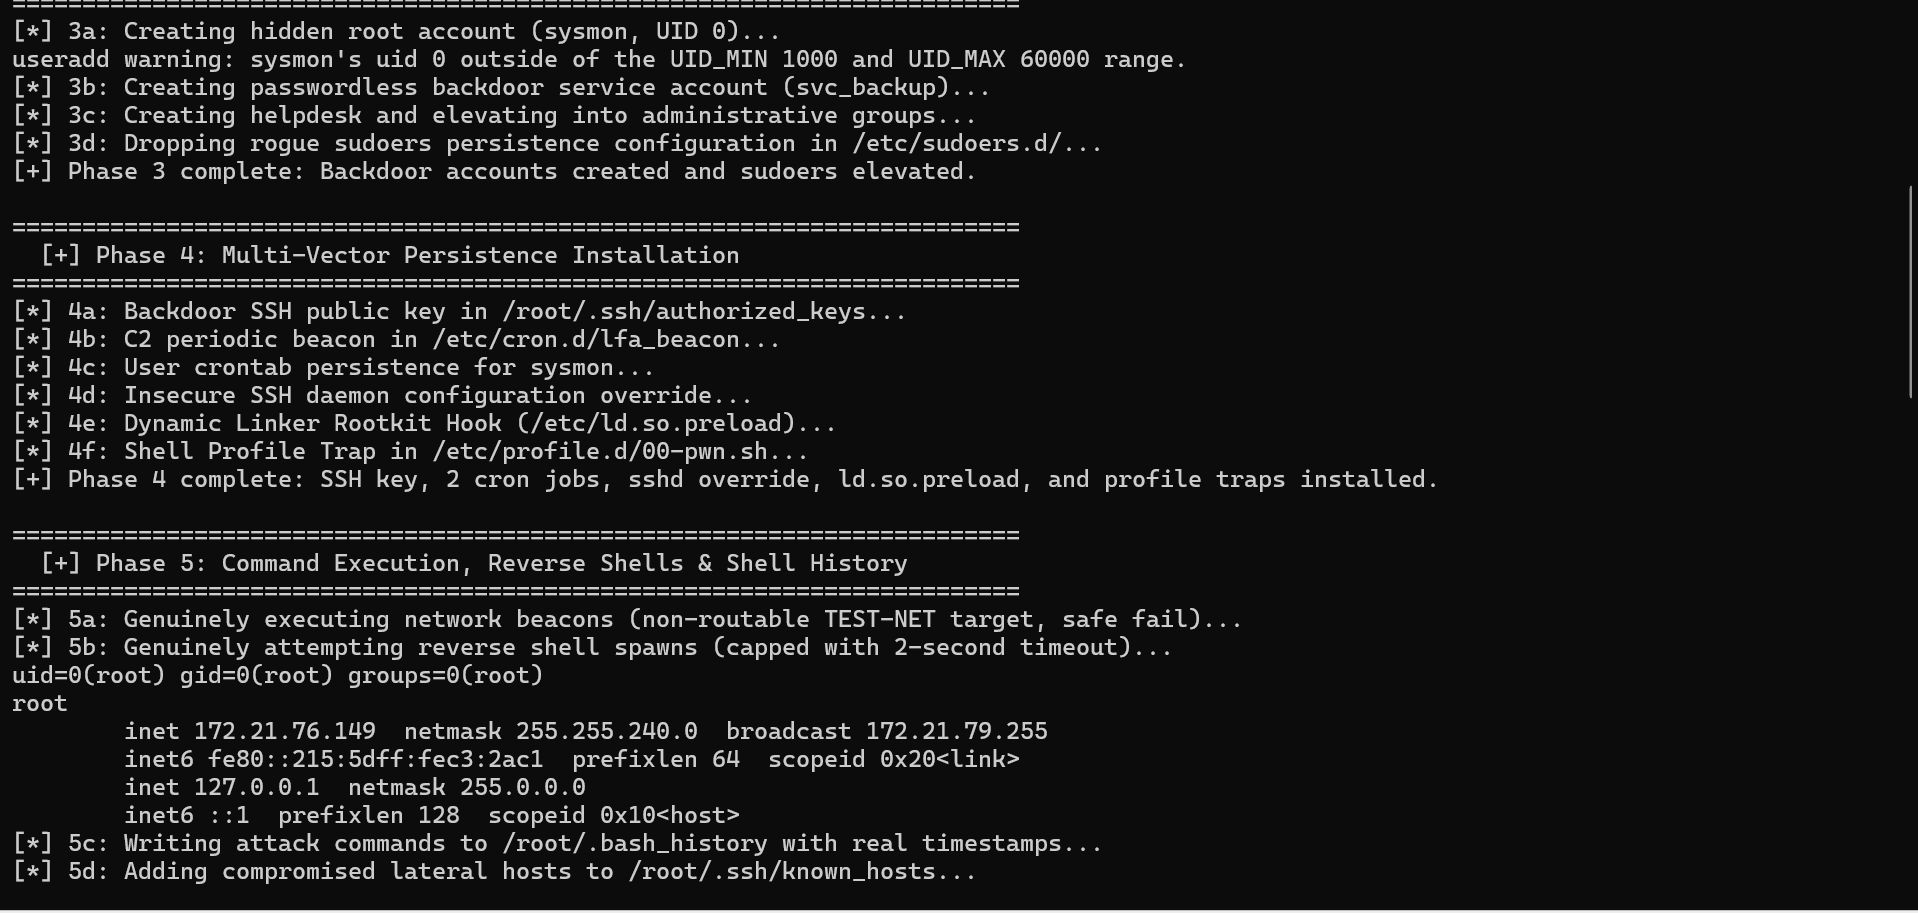 ========================================================================
[*] 3a: Creating hidden root account (sysmon, UID 0)...
useradd warning: sysmon's uid 0 outside of the UID_MIN 1000 and UID_MAX 60000 range.
[*] 3b: Creating passwordless backdoor service account (svc_backup)...
[*] 3c: Creating helpdesk and elevating into administrative groups...
[*] 3d: Dropping rogue sudoers persistence configuration in /etc/sudoers.d/...
[+] Phase 3 complete: Backdoor accounts created and sudoers elevated.

========================================================================
  [+] Phase 4: Multi-Vector Persistence Installation
========================================================================
[*] 4a: Backdoor SSH public key in /root/.ssh/authorized_keys...
[*] 4b: C2 periodic beacon in /etc/cron.d/lfa_beacon...
[*] 4c: User crontab persistence for sysmon...
[*] 4d: Insecure SSH daemon configuration override...
[*] 4e: Dynamic Linker Rootkit Hook (/etc/ld.so.preload)...
[*] 4f: Shell Profile Trap in /etc/profile.d/00-pwn.sh...
[+] Phase 4 complete: SSH key, 2 cron jobs, sshd override, ld.so.preload, and profile traps installed.

========================================================================
  [+] Phase 5: Command Execution, Reverse Shells & Shell History
========================================================================
[*] 5a: Genuinely executing network beacons (non-routable TEST-NET target, safe fail)...
[*] 5b: Genuinely attempting reverse shell spawns (capped with 2-second timeout)...
uid=0(root) gid=0(root) groups=0(root)
root
        inet 172.21.76.149  netmask 255.255.240.0  broadcast 172.21.79.255
        inet6 fe80::215:5dff:fec3:2ac1  prefixlen 64  scopeid 0x20<link>
        inet 127.0.0.1  netmask 255.0.0.0
        inet6 ::1  prefixlen 128  scopeid 0x10<host>
[*] 5c: Writing attack commands to /root/.bash_history with real timestamps...
[*] 5d: Adding compromised lateral hosts to /root/.ssh/known_hosts...